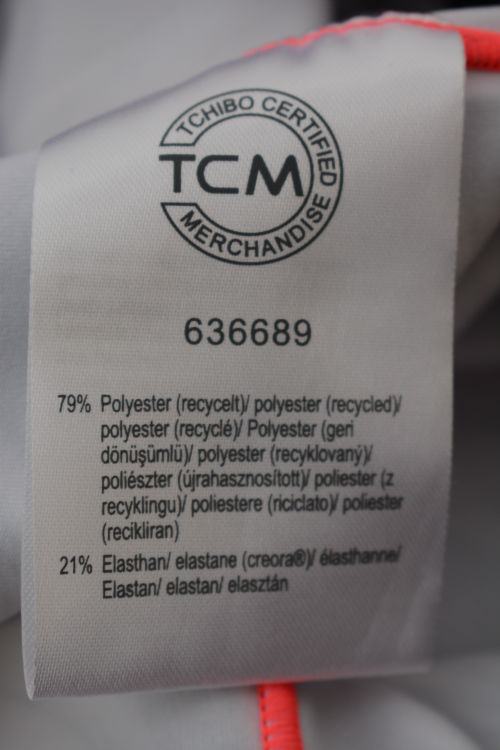 TCHIBO CERTIFIED
TCM
MERCHANDISE
636689
79% Polyester (recycelt)/ polyester (recycled)/
polyester (recyclé)/ Polyester (geri
dönüşümlü)/ polyester (recyklovaný)/
poliészter (újrahasznosított)/ poliester (z
recyklingu)/ poliestere (riciclato)/ poliester
(recikliran)
21% Elasthan/ elastane (creora®)/ élasthanne/
Elastan/ elastan/ elasztán